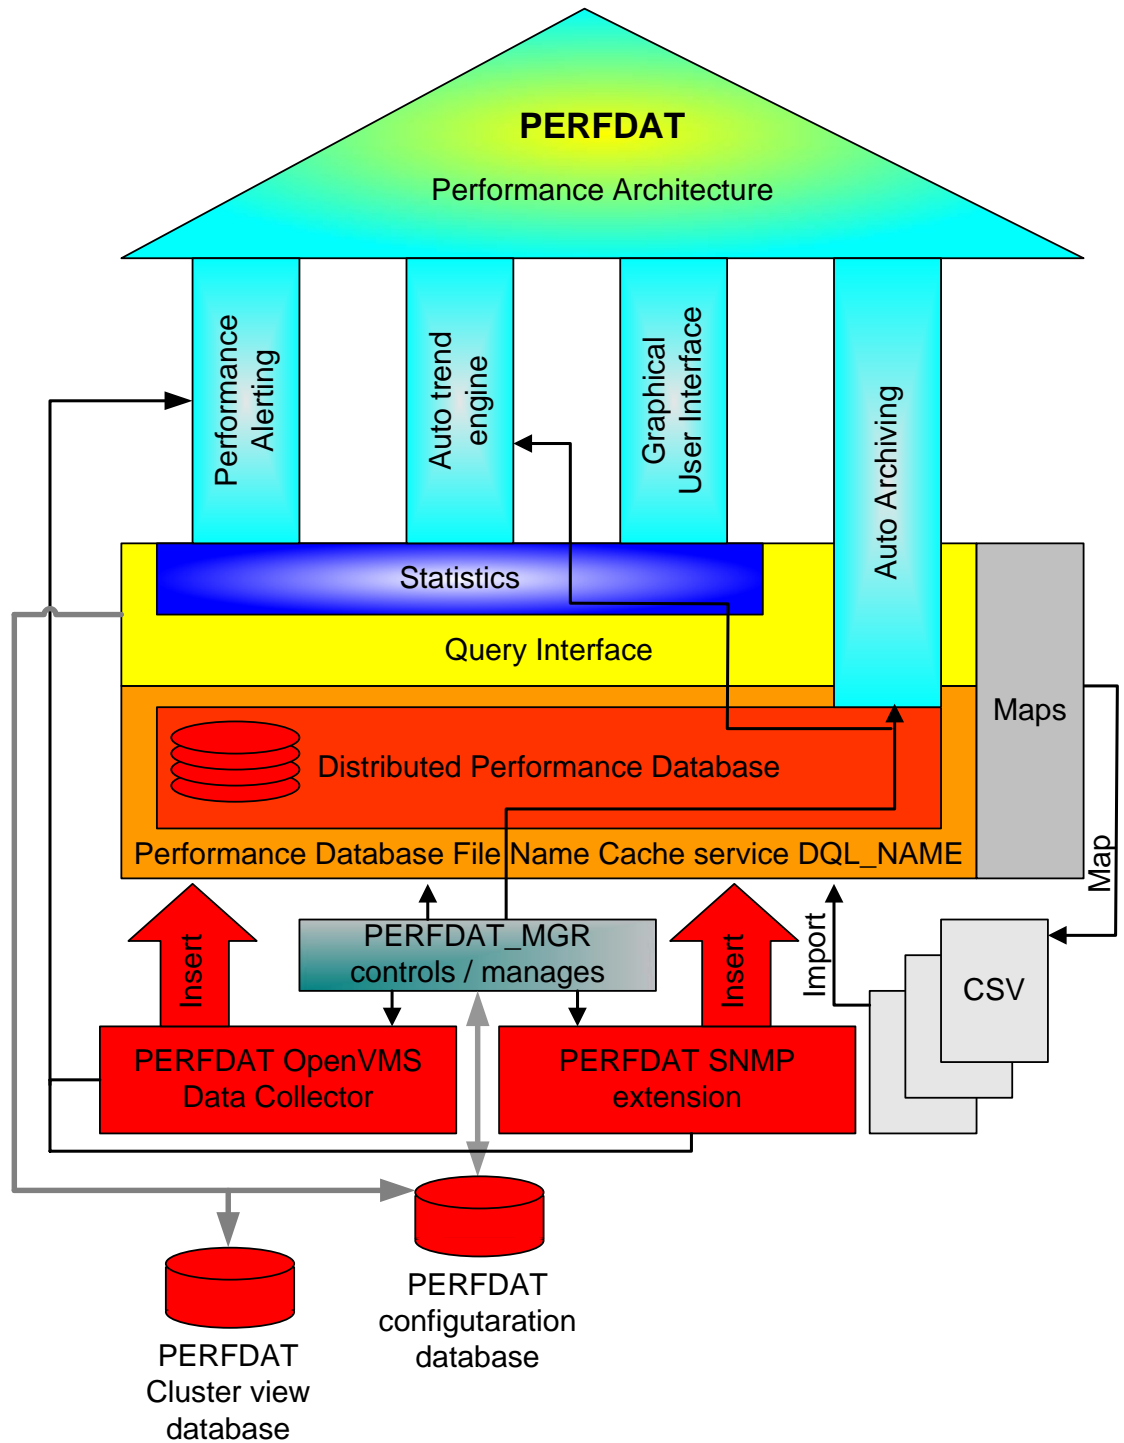 PERFDAT
Performance Architecture
Performance
Alerting
Auto trend
engine
Graphical
User Interface
Auto Archiving
Statistics
Query Interface
Maps
Distributed Performance Database
Performance Database File Name Cache service DQL_NAME
Map
Insert
PERFDAT_MGR
controls / manages
Insert
Import
CSV
PERFDAT OpenVMS
Data Collector
PERFDAT SNMP
extension
PERFDAT
configutaration
database
PERFDAT
Cluster view
database